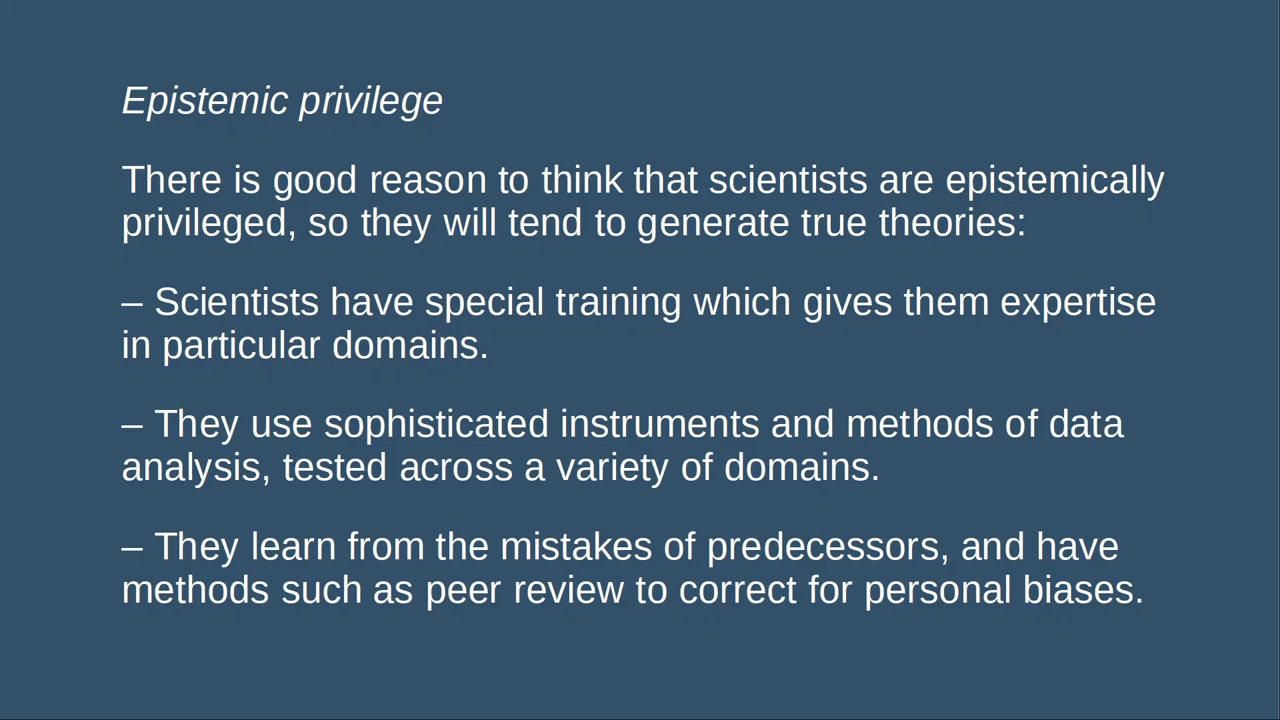 Epistemic privilege
There is good reason to think that scientists are epistemically
privileged, so they will tend to generate true theories:
– Scientists have special training which gives them expertise
in particular domains.
– They use sophisticated instruments and methods of data
analysis, tested across a variety of domains.
– They learn from the mistakes of predecessors, and have
methods such as peer review to correct for personal biases.